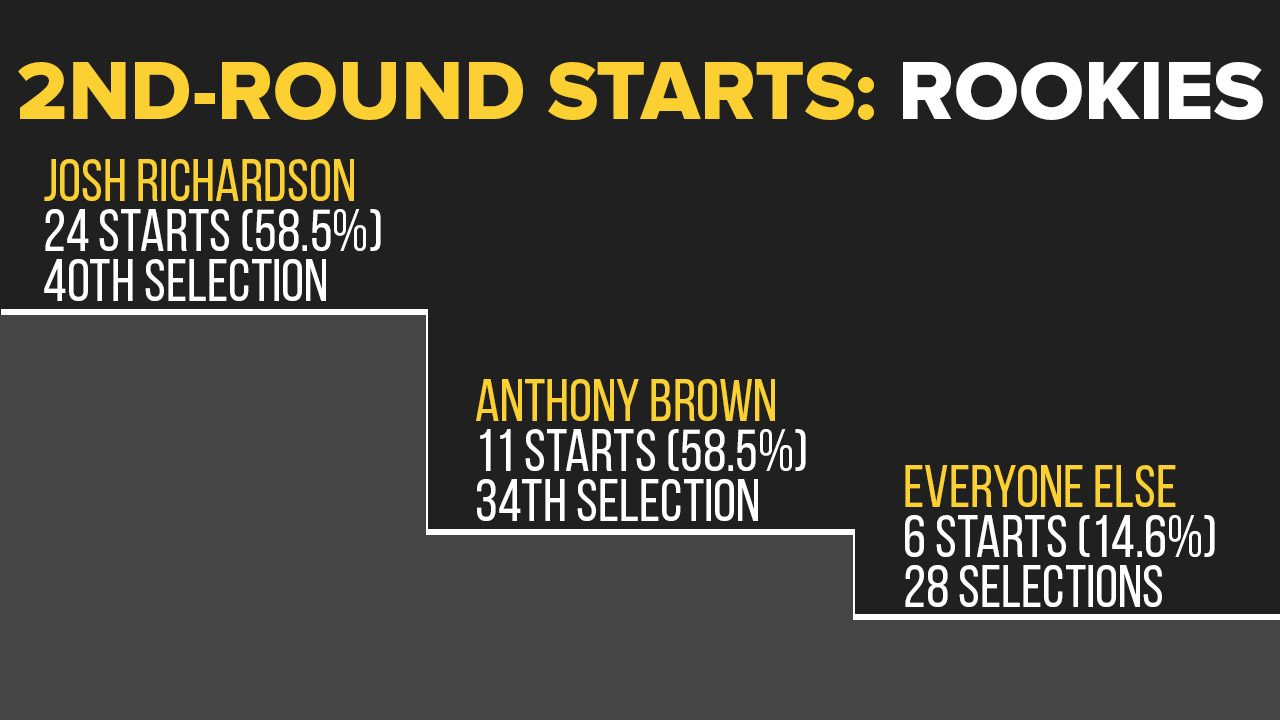 2ND-ROUND STARTS: ROOKIES
JOSH RICHARDSON
24 STARTS (58.5%)
40TH SELECTION
ANTHONY BROWN
11 STARTS (58.5%)
34TH SELECTION
EVERYONE ELSE
6 STARTS (14.6%)
28 SELECTIONS